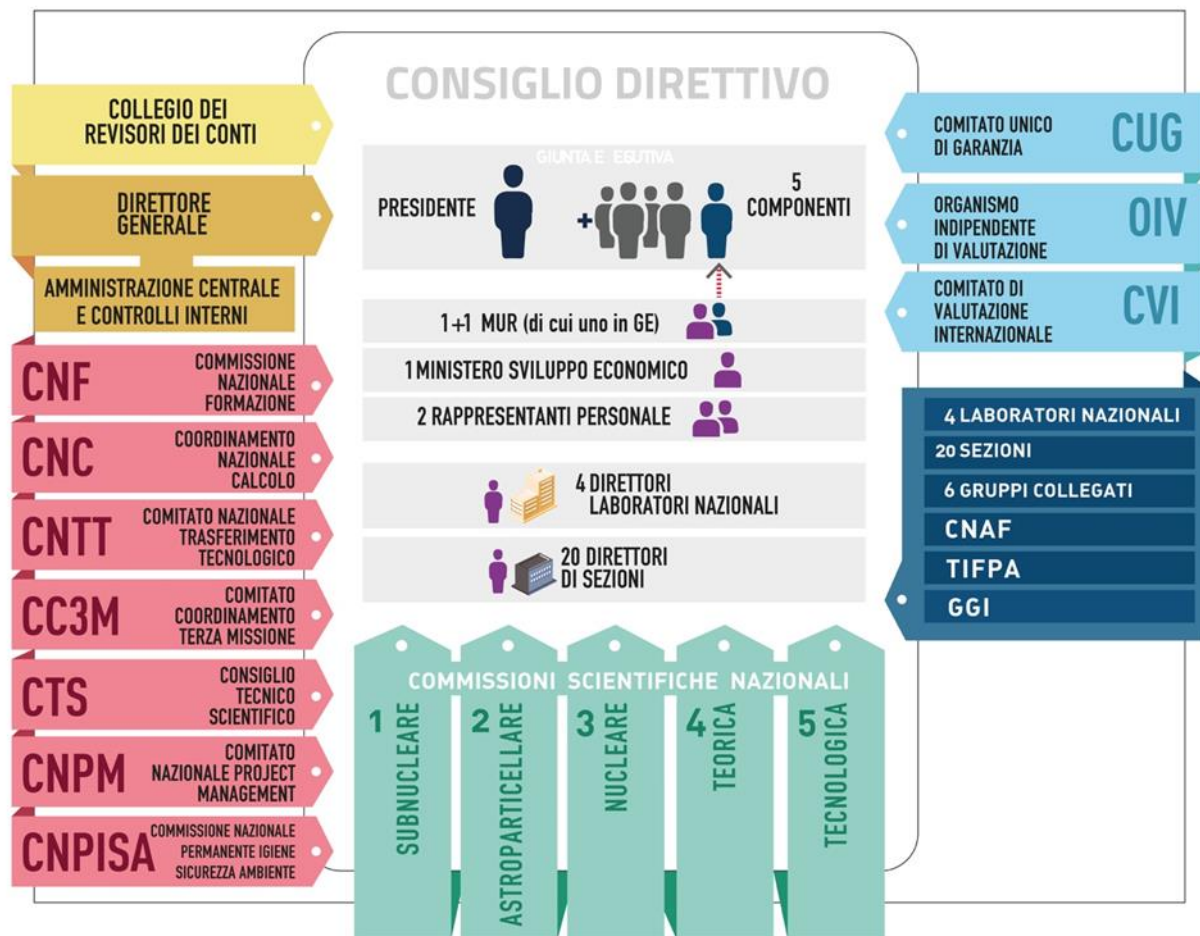 CONSIGLIO DIRETTIVO
COLLEGIO DEI
REVISORI DEI CONTI
DIRETTORE
GENERALE
AMMINISTRAZIONE CENTRALE
E CONTROLLI INTERNI
CNF
COMMISSIONE
NAZIONALE
FORMAZIONE
CNC
COORDINAMENTO
NAZIONALE
CALCOLO
CNTT
COMITATO NAZIONALE
TRASFERIMENTO
TECNOLOGICO
CC3M
COMITATO
COORDINAMENTO
TERZA MISSIONE
CTS
CONSIGLIO
TECNICO
SCIENTIFICO
CNPM
COMITATO
NAZIONALE PROJECT
MANAGEMENT
CNPISA
COMMISSIONE NAZIONALE
PERMANENTE IGIENE
SICUREZZA AMBIENTE
GIUNTA E EGUTIVA
PRESIDENTE
+
5
COMPONENTI
1+1 MUR (di cui uno in GE)
1 MINISTERO SVILUPPO ECONOMICO
2 RAPPRESENTANTI PERSONALE
4 DIRETTORI
LABORATORI NAZIONALI
20 DIRETTORI
DI SEZIONI
COMMISSIONI SCIENTIFICHE NAZIONALI
1 SUBNUCLEARE
2 ASTROPARTICELLARE
3 NUCLEARE
4 TEORICA
5 TECNOLOGICA
COMITATO UNICO
DI GARANZIA
CUG
ORGANISMO
INDIPENDENTE
DI VALUTAZIONE
OIV
COMITATO DI
VALUTAZIONE
INTERNAZIONALE
CVI
4 LABORATORI NAZIONALI
20 SEZIONI
6 GRUPPI COLLEGATI
CNAF
TIFPA
GGI